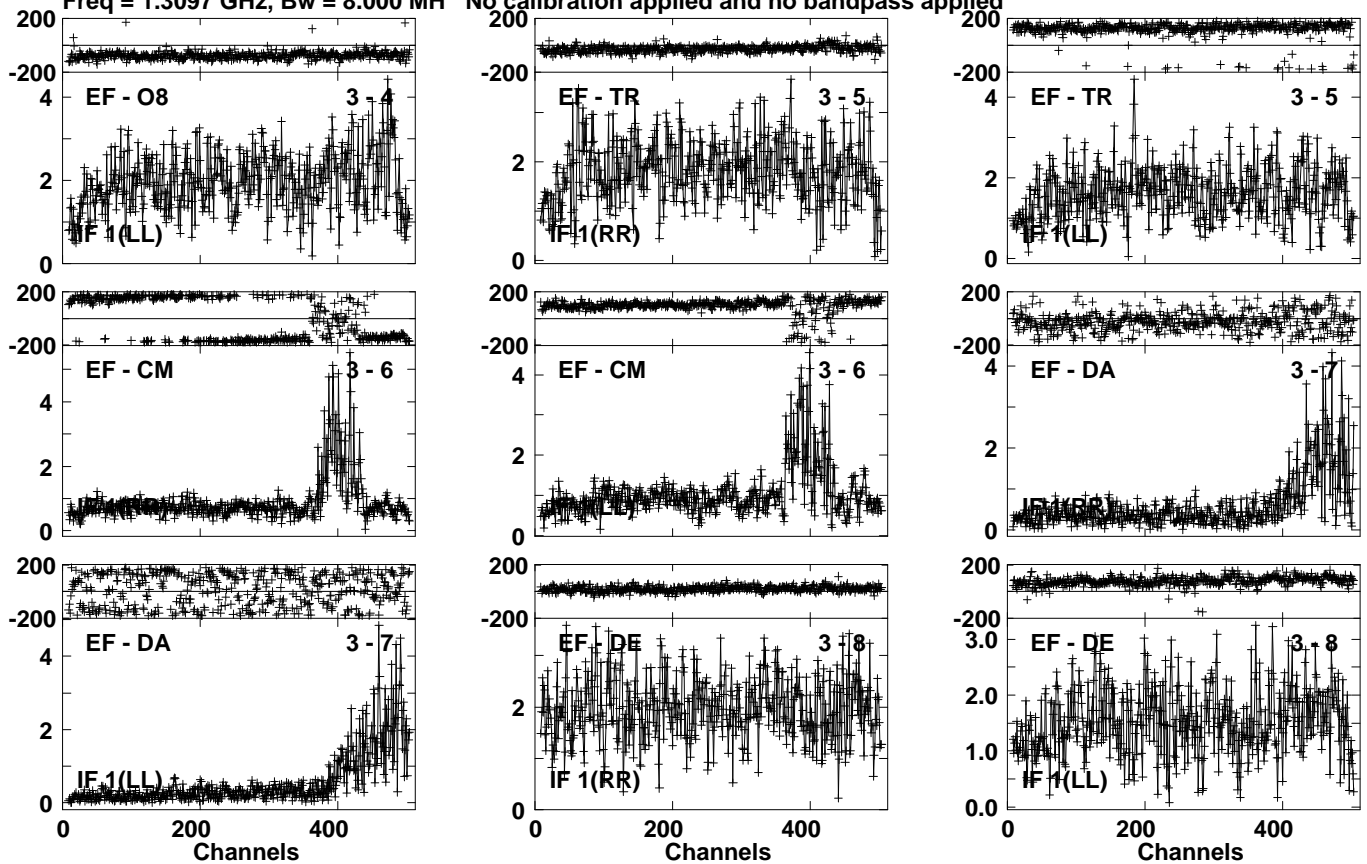 Freq = 1.3097 GHz, Bw = 8.000 MH No calibration applied and no bandpass applied
200
-200
EF - O8 3 - 4
4
2
0
IF 1(LL)
200
-200
EF - TR 3 - 5
2
0
IF 1(RR)
200
-200
EF - TR 3 - 5
4
2
0
IF 1(LL)
200
-200
EF - CM 3 - 6
4
2
0
200
-200
EF - CM 3 - 6
4
2
0
200
-200
EF - DA 3 - 7
4
2
0
IF 1(RR)
200
-200
EF - DA 3 - 7
4
2
0
IF 1(LL)
0 200 400
Channels
200
-200
EF - DE 3 - 8
2
0
IF 1(RR)
0 200 400
Channels
200
-200
EF - DE 3 - 8
3.0
2.0
1.0
0.0
IF 1(LL)
0 200 400
Channels